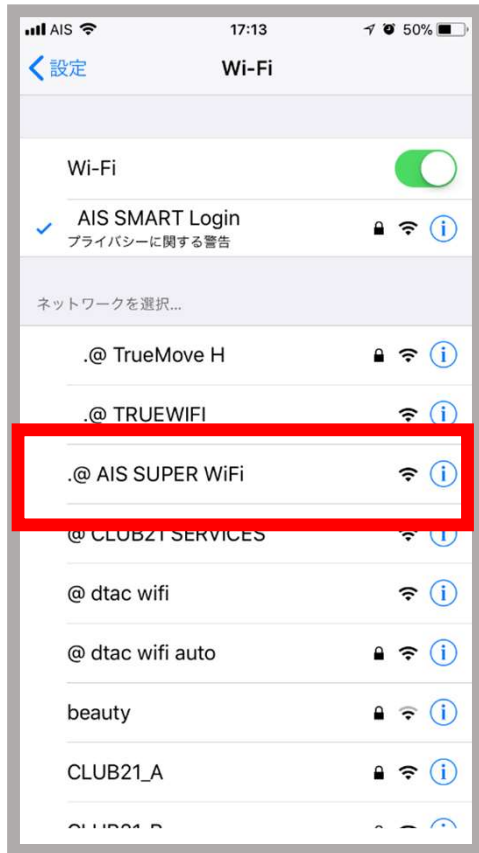 AIS 17:13 50%
設定 Wi-Fi
Wi-Fi
AIS SMART Login
プライバシーに関する警告
ネットワークを選択...
.@ TrueMove H
.@ TRUEWIFI
.@ AIS SUPER WiFi
@ CLUB21 SERVICES
@ dtac wifi
@ dtac wifi auto
beauty
CLUB21_A